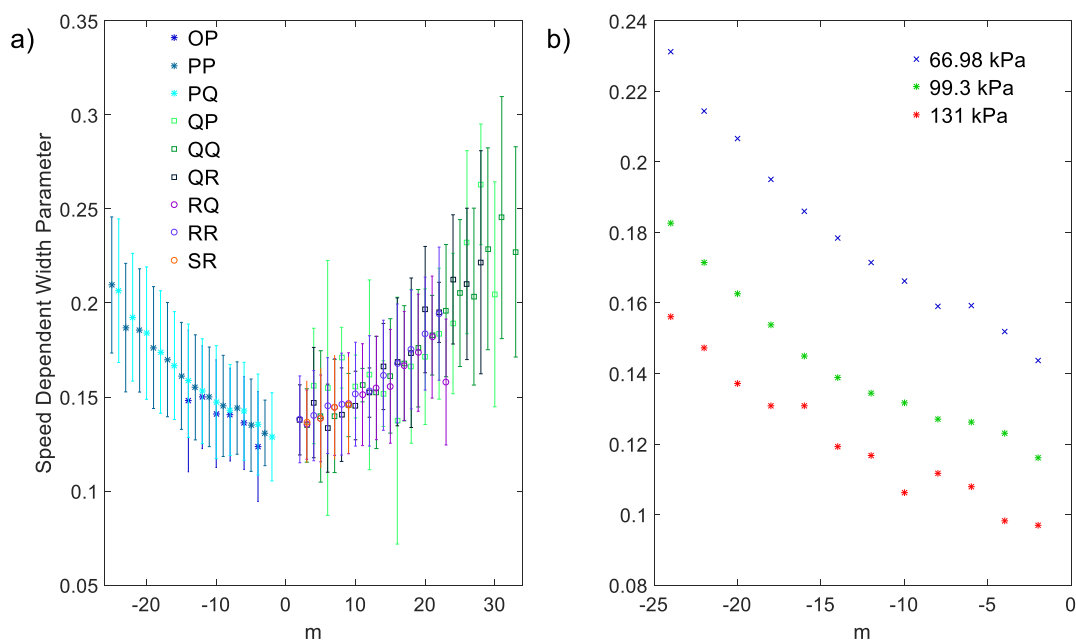 a)
Speed Dependent Width Parameter
0.35
0.3
0.25
0.2
0.15
0.1
0.05
OP
PP
PQ
QP
QQ
QR
RQ
RR
SR
-20
-10
0
10
20
30
m
b)
0.24
0.22
0.2
0.18
0.16
0.14
0.12
0.1
0.08
66.98 kPa
99.3 kPa
131 kPa
-25
-20
-15
-10
-5
0
m